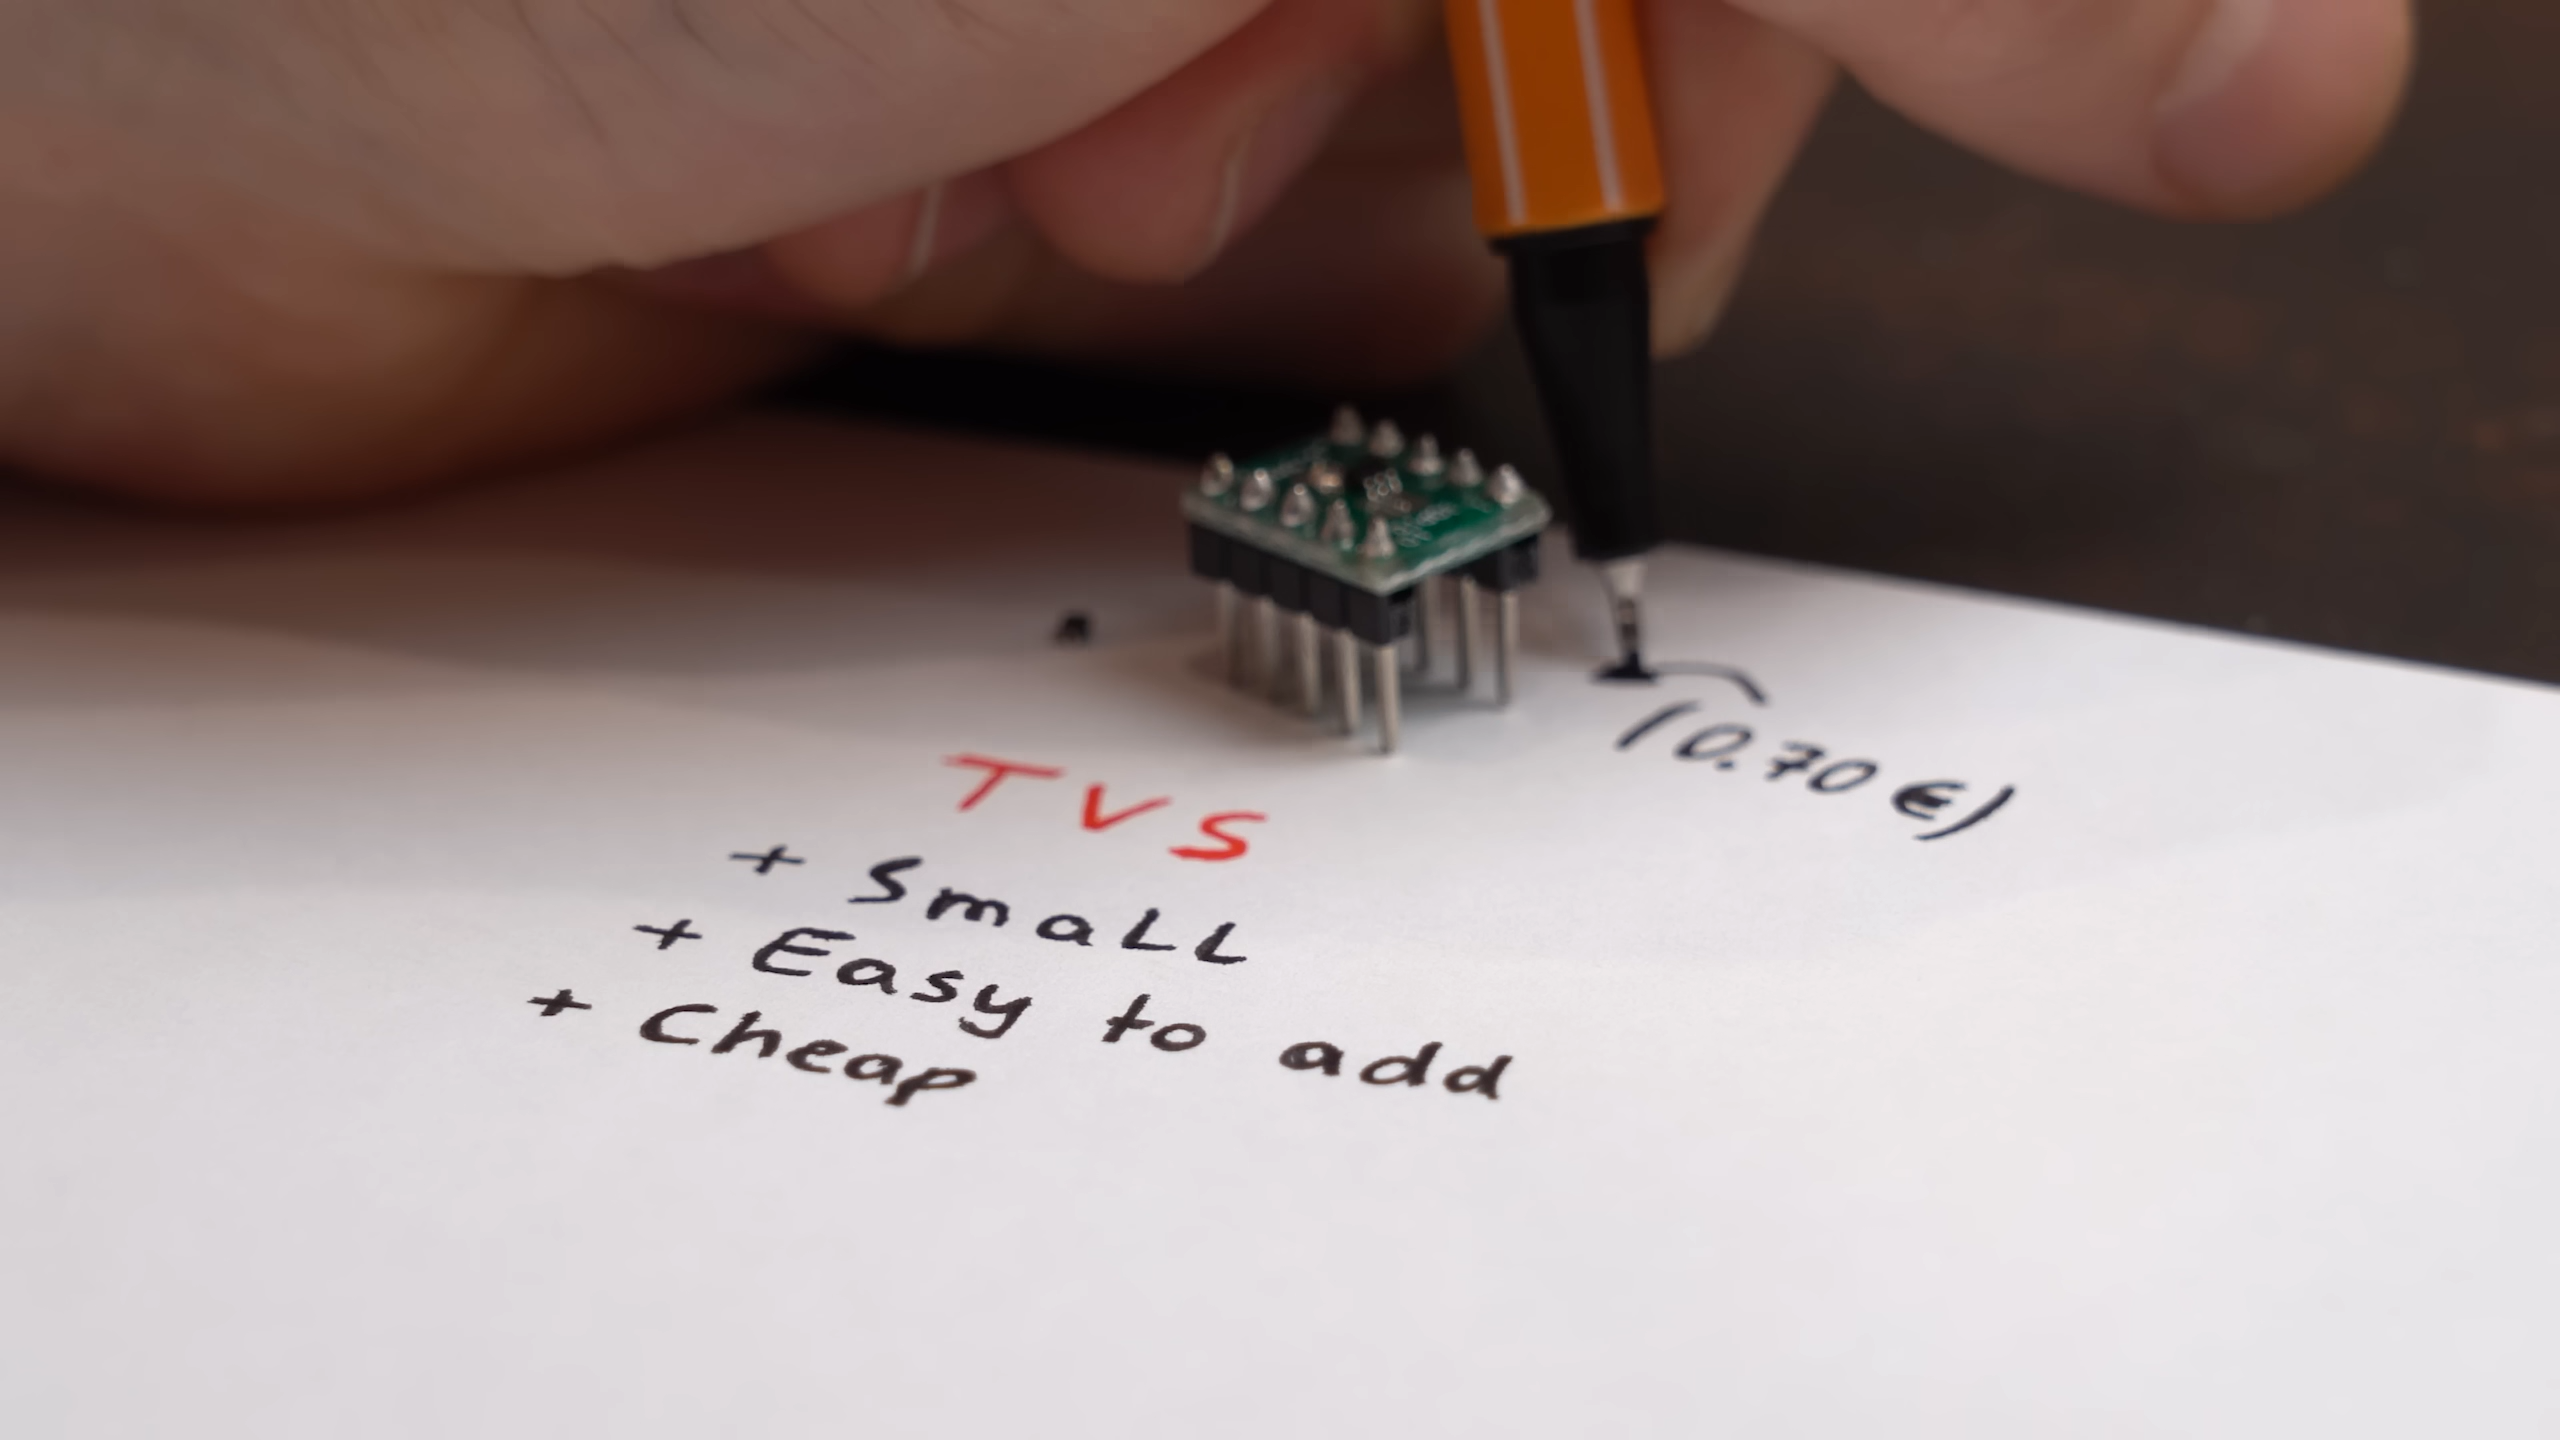 (0.70 €)
TVS
+ Small
+ Easy to add
+ Cheap